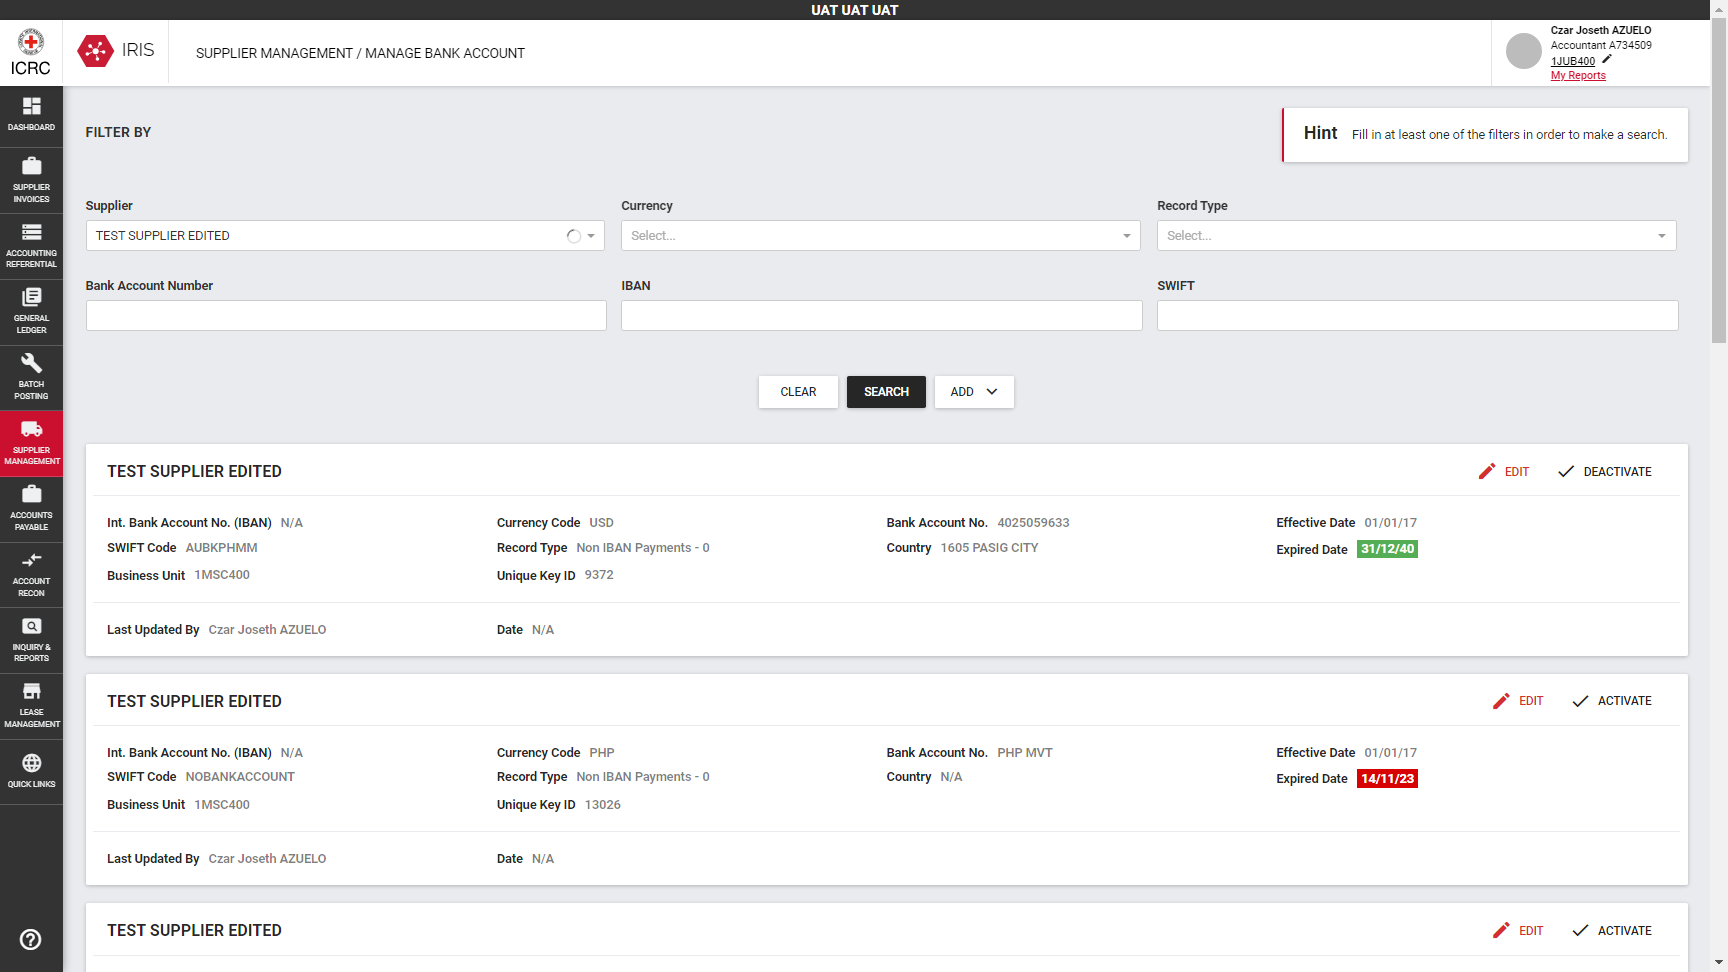 UAT UAT UAT
ICRC
IRIS
SUPPLIER MANAGEMENT / MANAGE BANK ACCOUNT
Czar Joseth AZUELO
Accountant A734509
1JUB400
My Reports
DASHBOARD
SUPPLIER
INVOICES
ACCOUNTING
REFERENTIAL
GENERAL
LEDGER
BATCH
POSTING
SUPPLIER
MANAGEMENT
ACCOUNTS
PAYABLE
ACCOUNT
RECON
INQUIRY &
REPORTS
LEASE
MANAGEMENT
QUICK LINKS
FILTER BY
Hint Fill in at least one of the filters in order to make a search.
Supplier Currency Record Type
TEST SUPPLIER EDITED Select... Select...
Bank Account Number IBAN SWIFT
CLEAR SEARCH ADD
TEST SUPPLIER EDITED EDIT DEACTIVATE
Int. Bank Account No. (IBAN) N/A Currency Code USD Bank Account No. 4025059633 Effective Date 01/01/17
SWIFT Code AUBKPHMM Record Type Non IBAN Payments - 0 Country 1605 PASIG CITY Expired Date 31/12/40
Business Unit 1MSC400 Unique Key ID 9372
Last Updated By Czar Joseth AZUELO Date N/A
TEST SUPPLIER EDITED EDIT ACTIVATE
Int. Bank Account No. (IBAN) N/A Currency Code PHP Bank Account No. PHP MVT Effective Date 01/01/17
SWIFT Code NOBANKACCOUNT Record Type Non IBAN Payments - 0 Country N/A Expired Date 14/11/23
Business Unit 1MSC400 Unique Key ID 13026
Last Updated By Czar Joseth AZUELO Date N/A
TEST SUPPLIER EDITED EDIT ACTIVATE